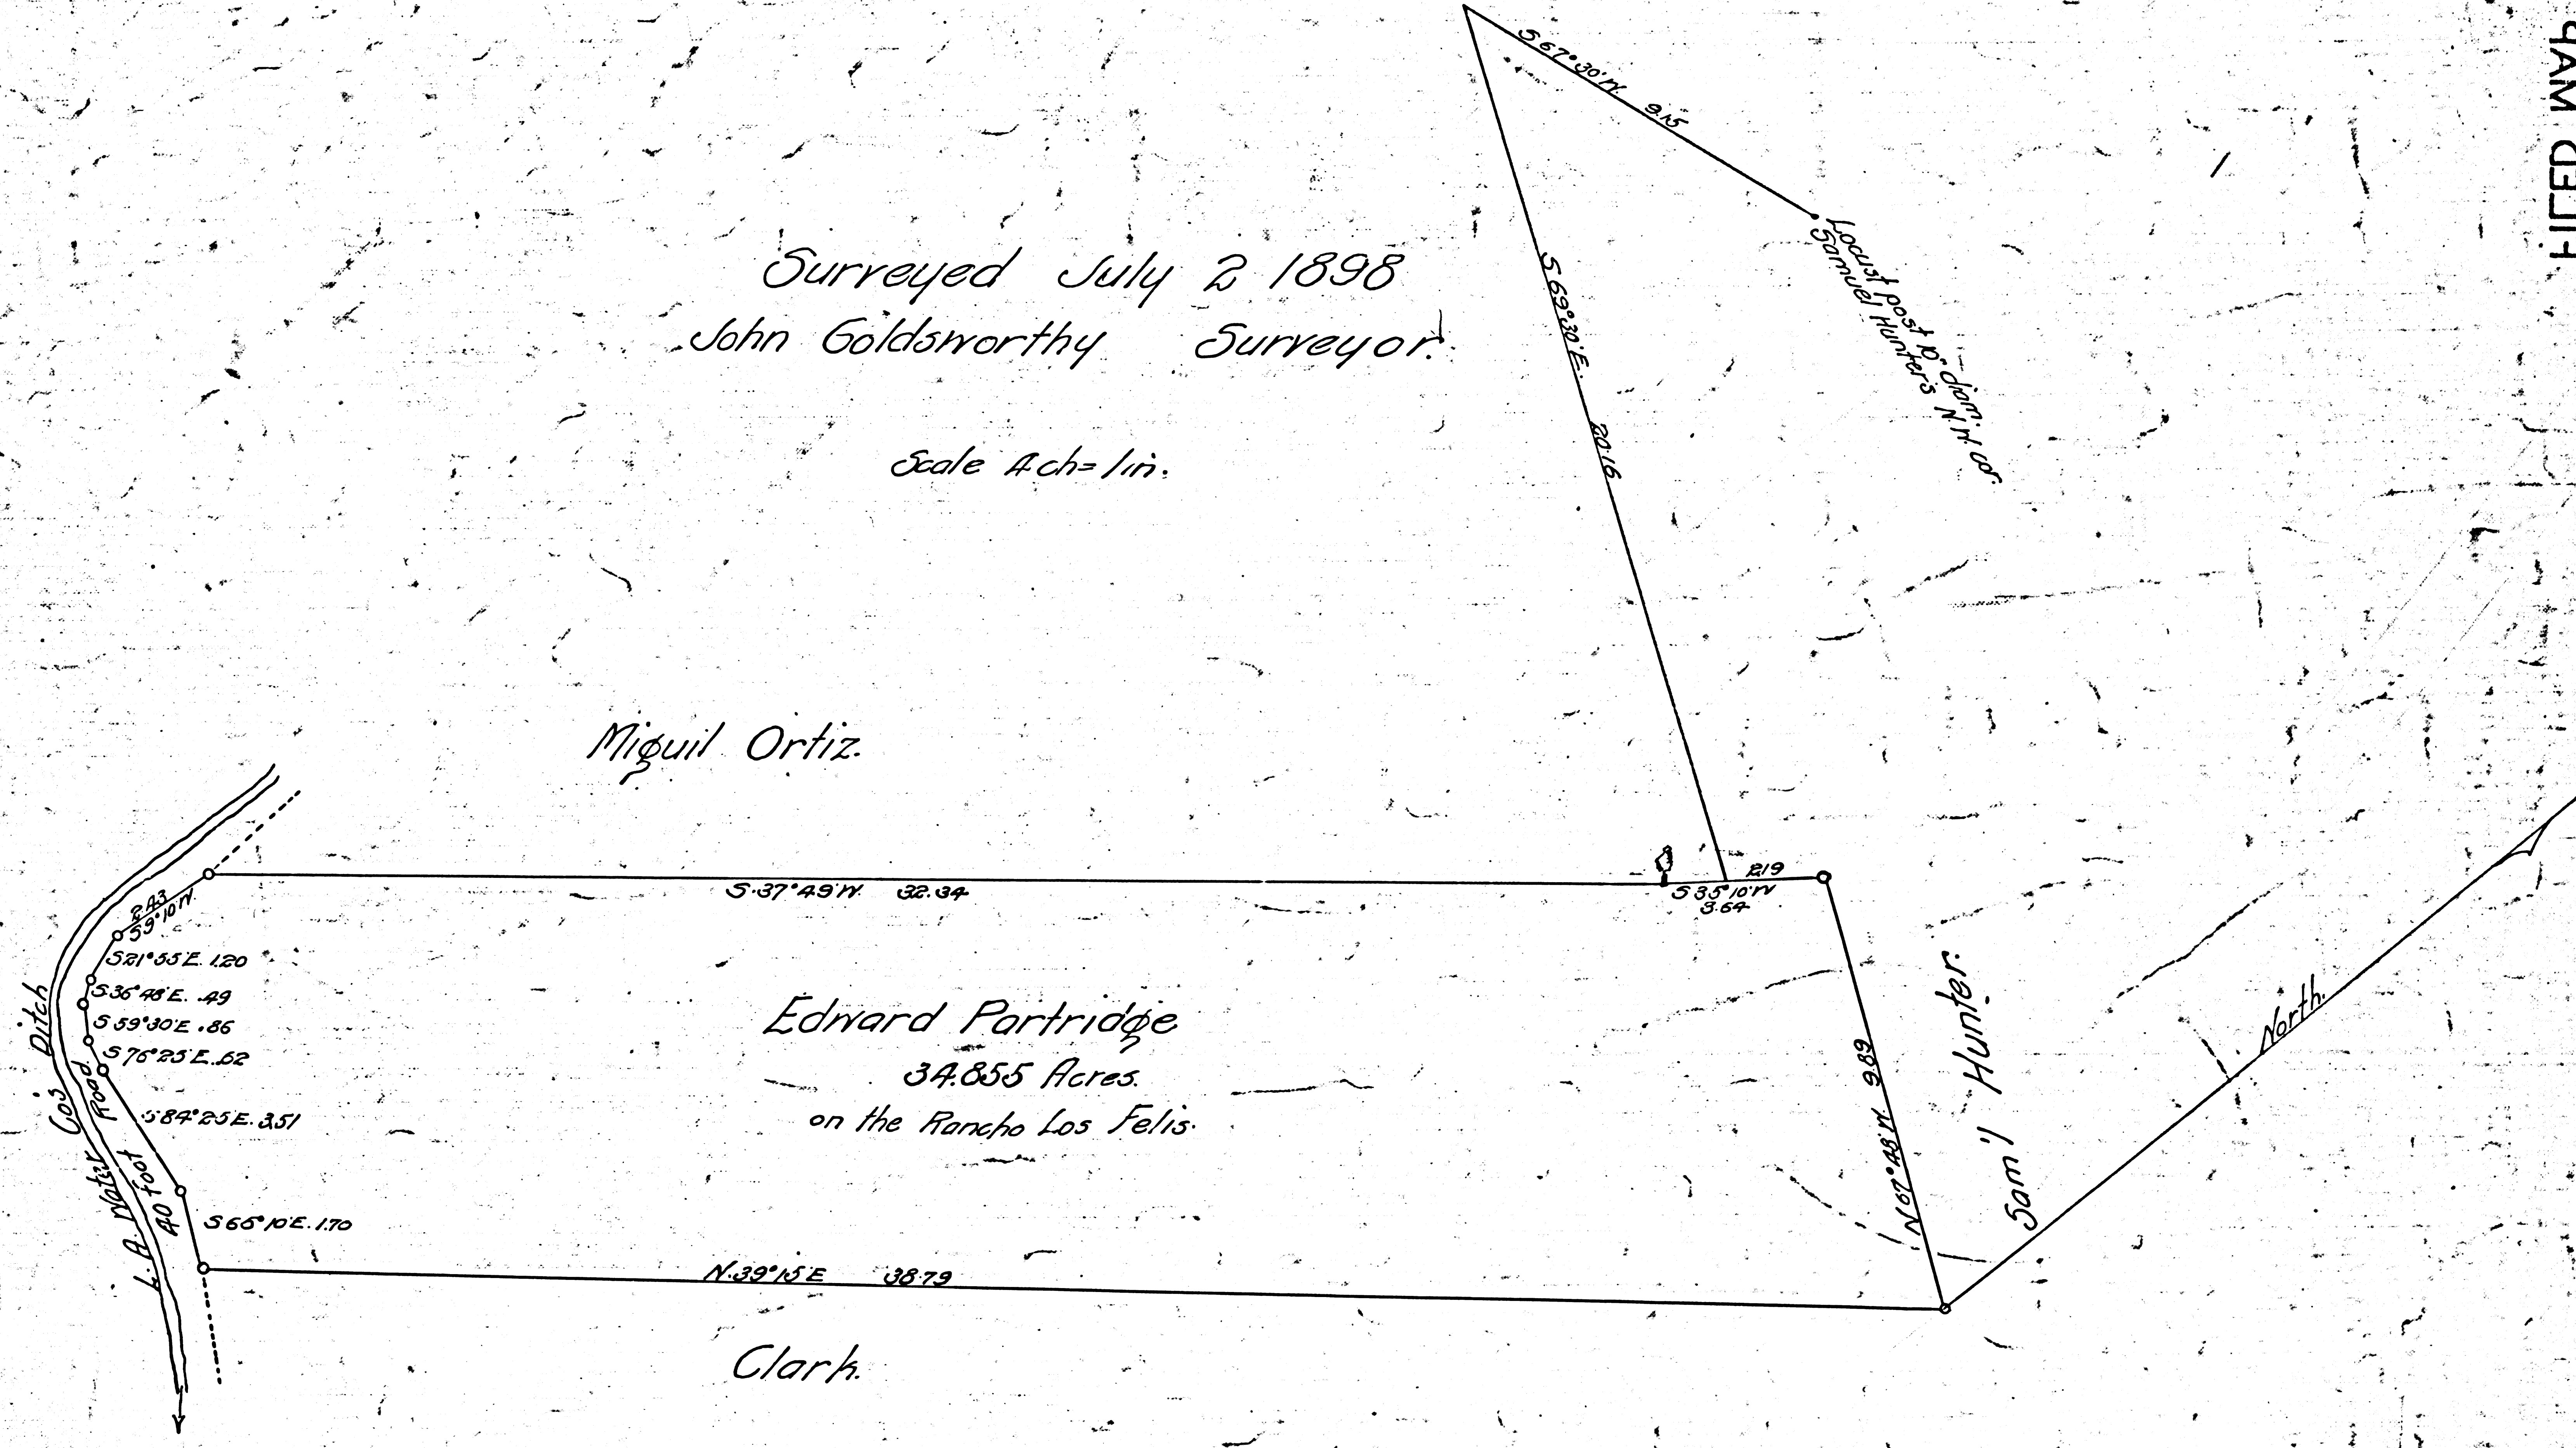 FILED MAP
S 67°30'W. 9.15
Locust post 10" diam.
Samuel Hunter's N.W. cor.
Surveyed July 2 1898
John Goldsworthy Surveyor.
Scale 4 ch = 1 in.
S 69°30'E. 20.16
Miguil Ortiz.
2.19
S. 37°49'W. 32.34
S 35°10'W
3.64
2.43
S9°10'W.
S 21°55'E. 1.20
S. 36°48'E. .49
S 59°30'E .86
S 76°25'E. .62
S 84°25'E. 3.51
S 66°10'E. 1.70
L. A. Water Co's Ditch
40 foot Road
Edward Partridge
34.855 Acres.
on the Rancho Los Felis.
N 67°48'W 9.89
Sam'l Hunter.
North.
N. 39°15'E 38.79
Clark.